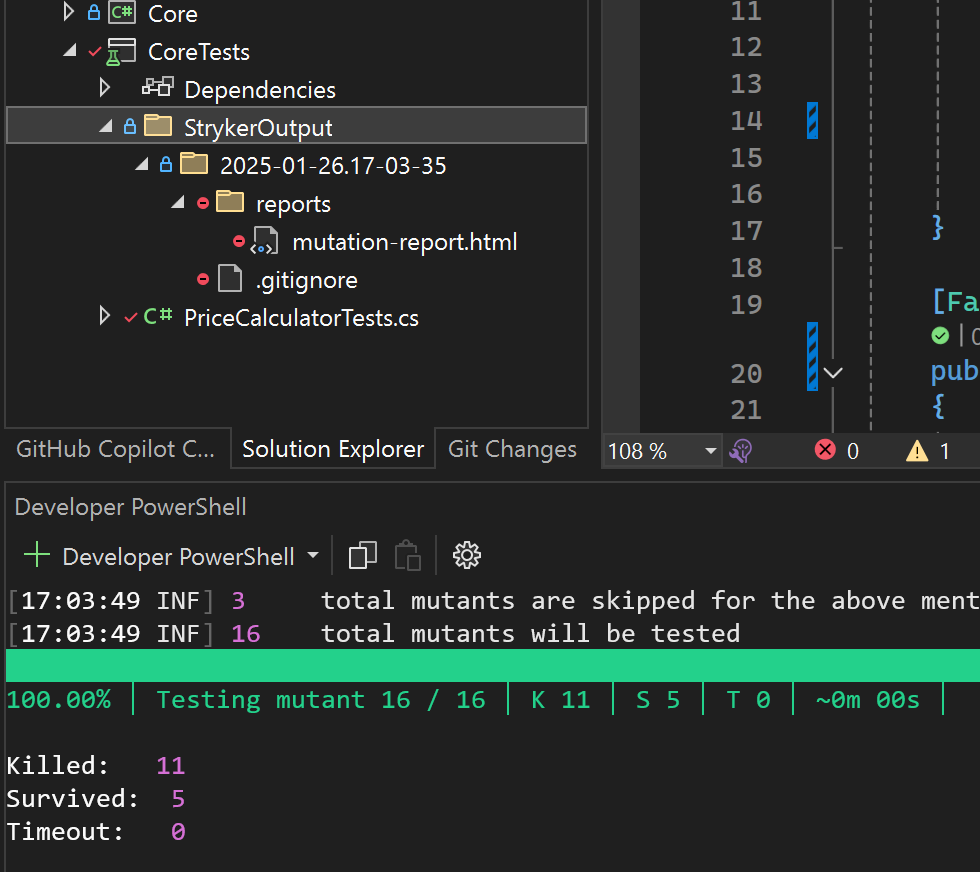 C# Core
CoreTests
Dependencies
StrykerOutput
2025-01-26.17-03-35
reports
mutation-report.html
.gitignore
C# PriceCalculatorTests.cs
GitHub Copilot C... Solution Explorer Git Changes
11
12
13
14
15
16
17 }
18
19 [Fa
20 pub
21 {
108 % 0 1
Developer PowerShell
Developer PowerShell
[17:03:49 INF] 3 total mutants are skipped for the above ment
[17:03:49 INF] 16 total mutants will be tested
100.00% | Testing mutant 16 / 16 | K 11 | S 5 | T 0 | ~0m 00s |
Killed: 11
Survived: 5
Timeout: 0